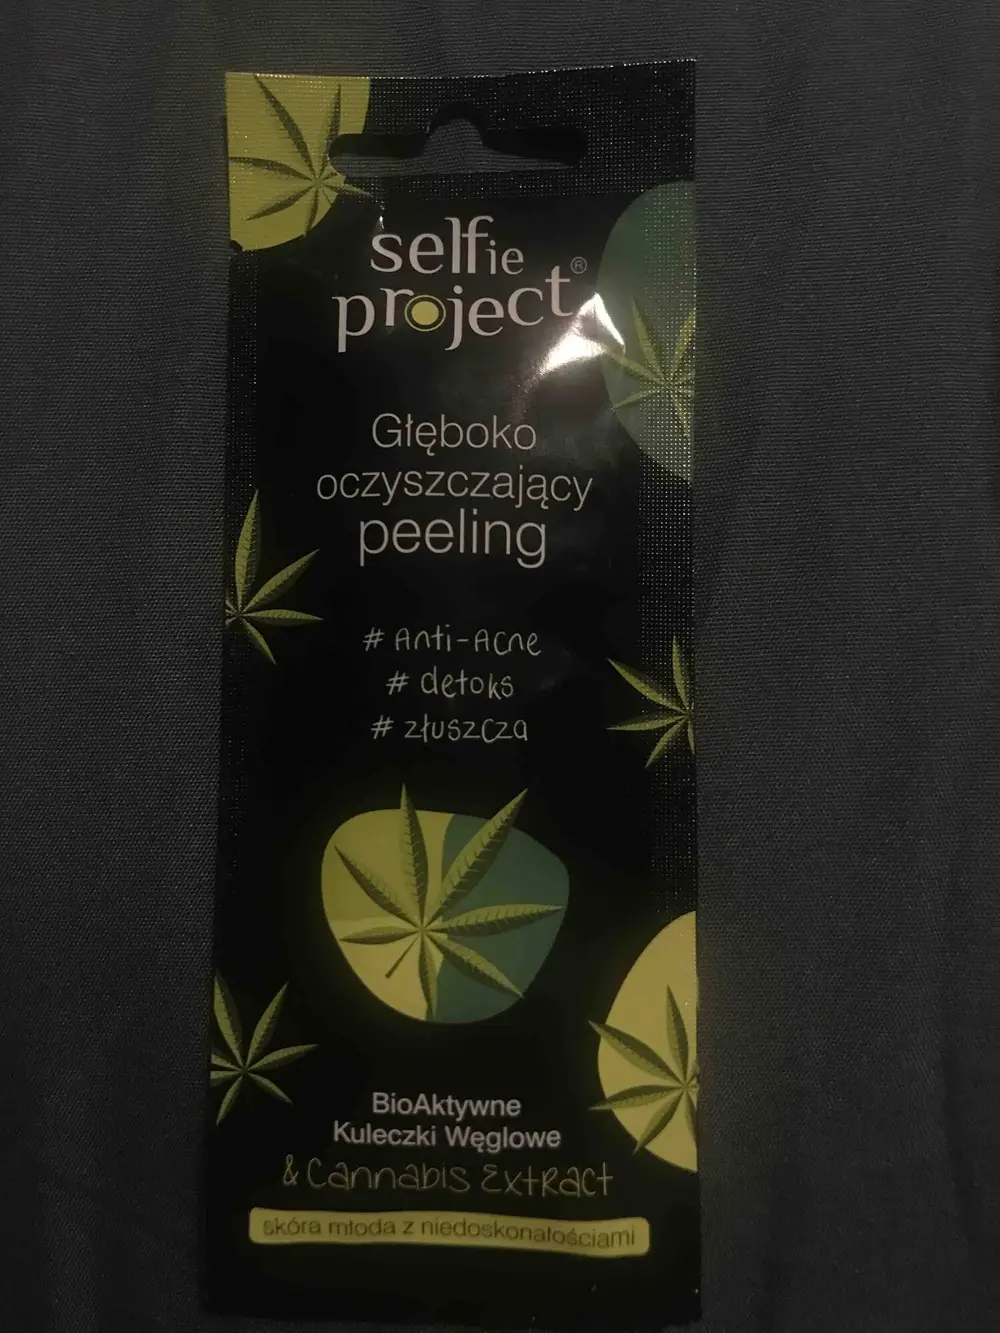 selfie
project®
Głęboko
oczyszczający
peeling
# Anti-Acne
# detoks
# złuszcza
BioAktywne
Kuleczki Węglowe
& Cannabis Extract
skóra młoda z niedoskonałościami